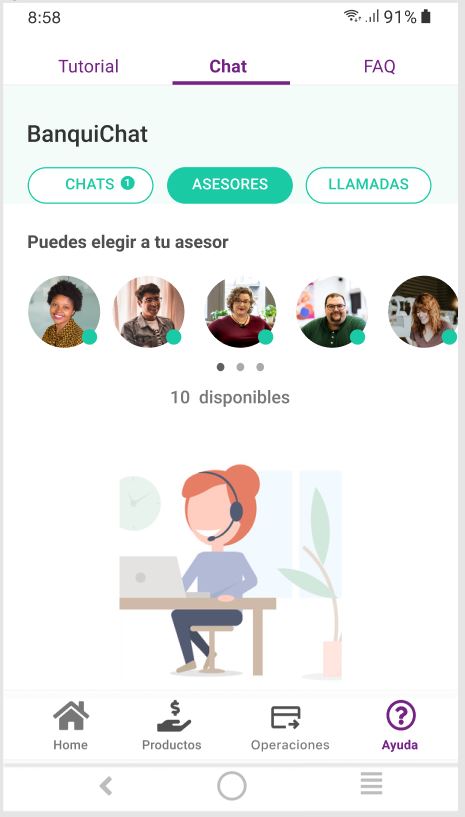 8:58
91%
Tutorial
Chat
FAQ
BanquiChat
CHATS 1
ASESORES
LLAMADAS
Puedes elegir a tu asesor
10 disponibles
Home
Productos
Operaciones
Ayuda